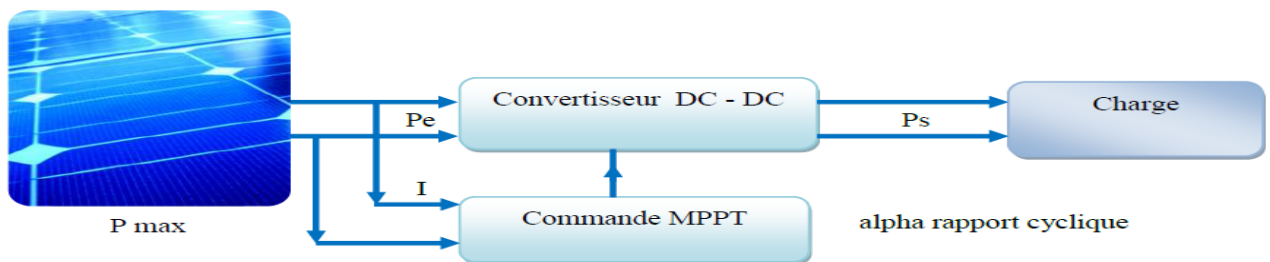 Convertisseur DC - DC
Charge
Pe
Ps
I
P max
Commande MPPT
alpha rapport cyclique